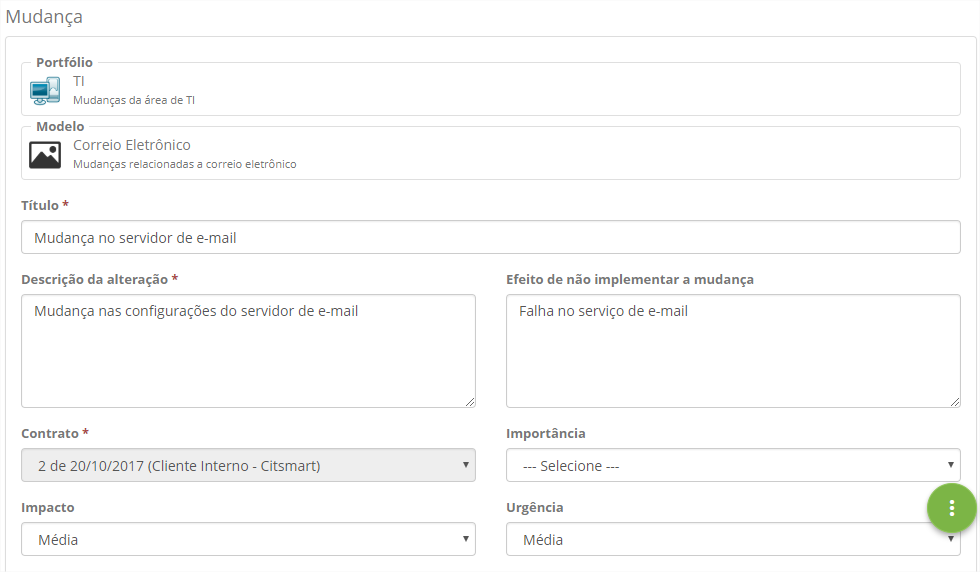 Mudança
Portfólio
TI
Mudanças da área de TI
Modelo
Correio Eletrônico
Mudanças relacionadas a correio eletrônico
Título *
Mudança no servidor de e-mail
Descrição da alteração *
Efeito de não implementar a mudança
Mudança nas configurações do servidor de e-mail
Falha no serviço de e-mail
Contrato *
Importância
2 de 20/10/2017 (Cliente Interno - Citsmart)
--- Selecione ---
Impacto
Urgência
Média
Média